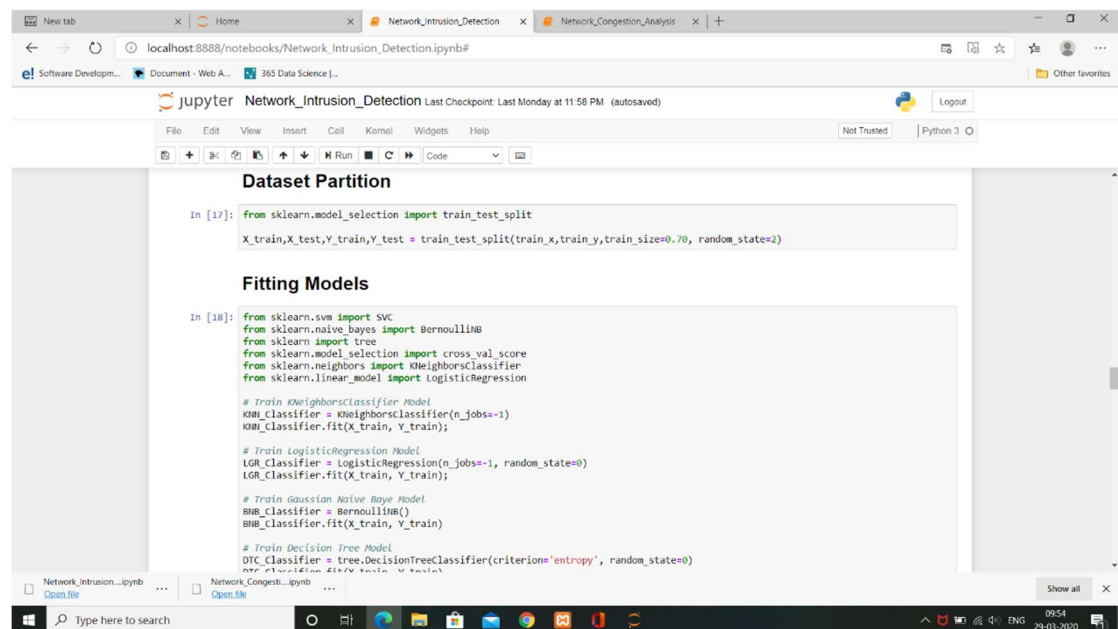 New tab
Home
Network_Intrusion_Detection
Network_Congestion_Analysis
localhost:8888/notebooks/Network_Intrusion_Detection.ipynb#
Software Developm...
Document - Web A...
365 Data Science |...
Other favorites
jupyter Network_Intrusion_Detection Last Checkpoint: Last Monday at 11:58 PM (autosaved)
Logout
File Edit View Insert Cell Kernel Widgets Help
Not Trusted
Python 3
Run
Code
Dataset Partition
In [17]: from sklearn.model_selection import train_test_split
X_train,X_test,Y_train,Y_test = train_test_split(train_x,train_y,train_size=0.70, random_state=2)
Fitting Models
In [18]: from sklearn.svm import SVC
from sklearn.naive_bayes import BernoulliNB
from sklearn import tree
from sklearn.model_selection import cross_val_score
from sklearn.neighbors import KNeighborsClassifier
from sklearn.linear_model import LogisticRegression
# Train KNeighborsClassifier Model
KNN_Classifier = KNeighborsClassifier(n_jobs=-1)
KNN_Classifier.fit(X_train, Y_train);
# Train LogisticRegression Model
LGR_Classifier = LogisticRegression(n_jobs=-1, random_state=0)
LGR_Classifier.fit(X_train, Y_train);
# Train Gaussian Naive Baye Model
BNB_Classifier = BernoulliNB()
BNB_Classifier.fit(X_train, Y_train)
# Train Decision Tree Model
DTC_Classifier = tree.DecisionTreeClassifier(criterion='entropy', random_state=0)
DTC_Classifier.fit(X_train, Y_train)
Network_Intrusion....ipynb
Open file
Network_Congesti....ipynb
Open file
Show all
Type here to search
ENG
09:54
29-03-2020